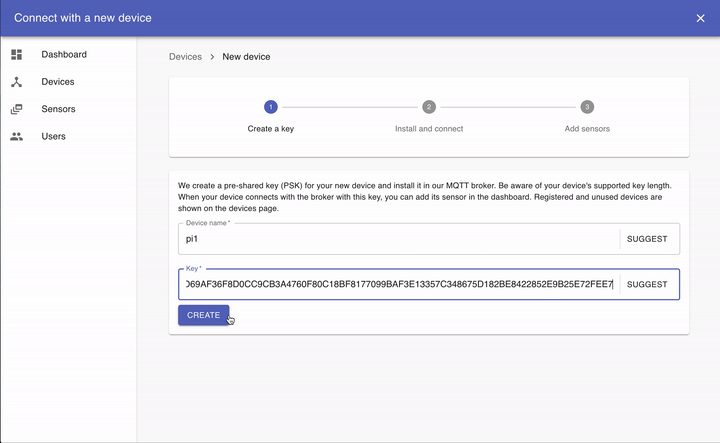 Connect with a new device
Dashboard
Devices
Sensors
Users
Devices > New device
1
2
3
Create a key
Install and connect
Add sensors
We create a pre-shared key (PSK) for your new device and install it in our MQTT broker. Be aware of your device's supported key length.
When your device connects with the broker with this key, you can add its sensor in the dashboard. Registered and unused devices are
shown on the devices page.
Device name *
pi1
SUGGEST
Key *
069AF36F8D0CC9CB3A4760F80C18BF8177099BAF3E13357C348675D182BE8422852E9B25E72FEE7
SUGGEST
CREATE